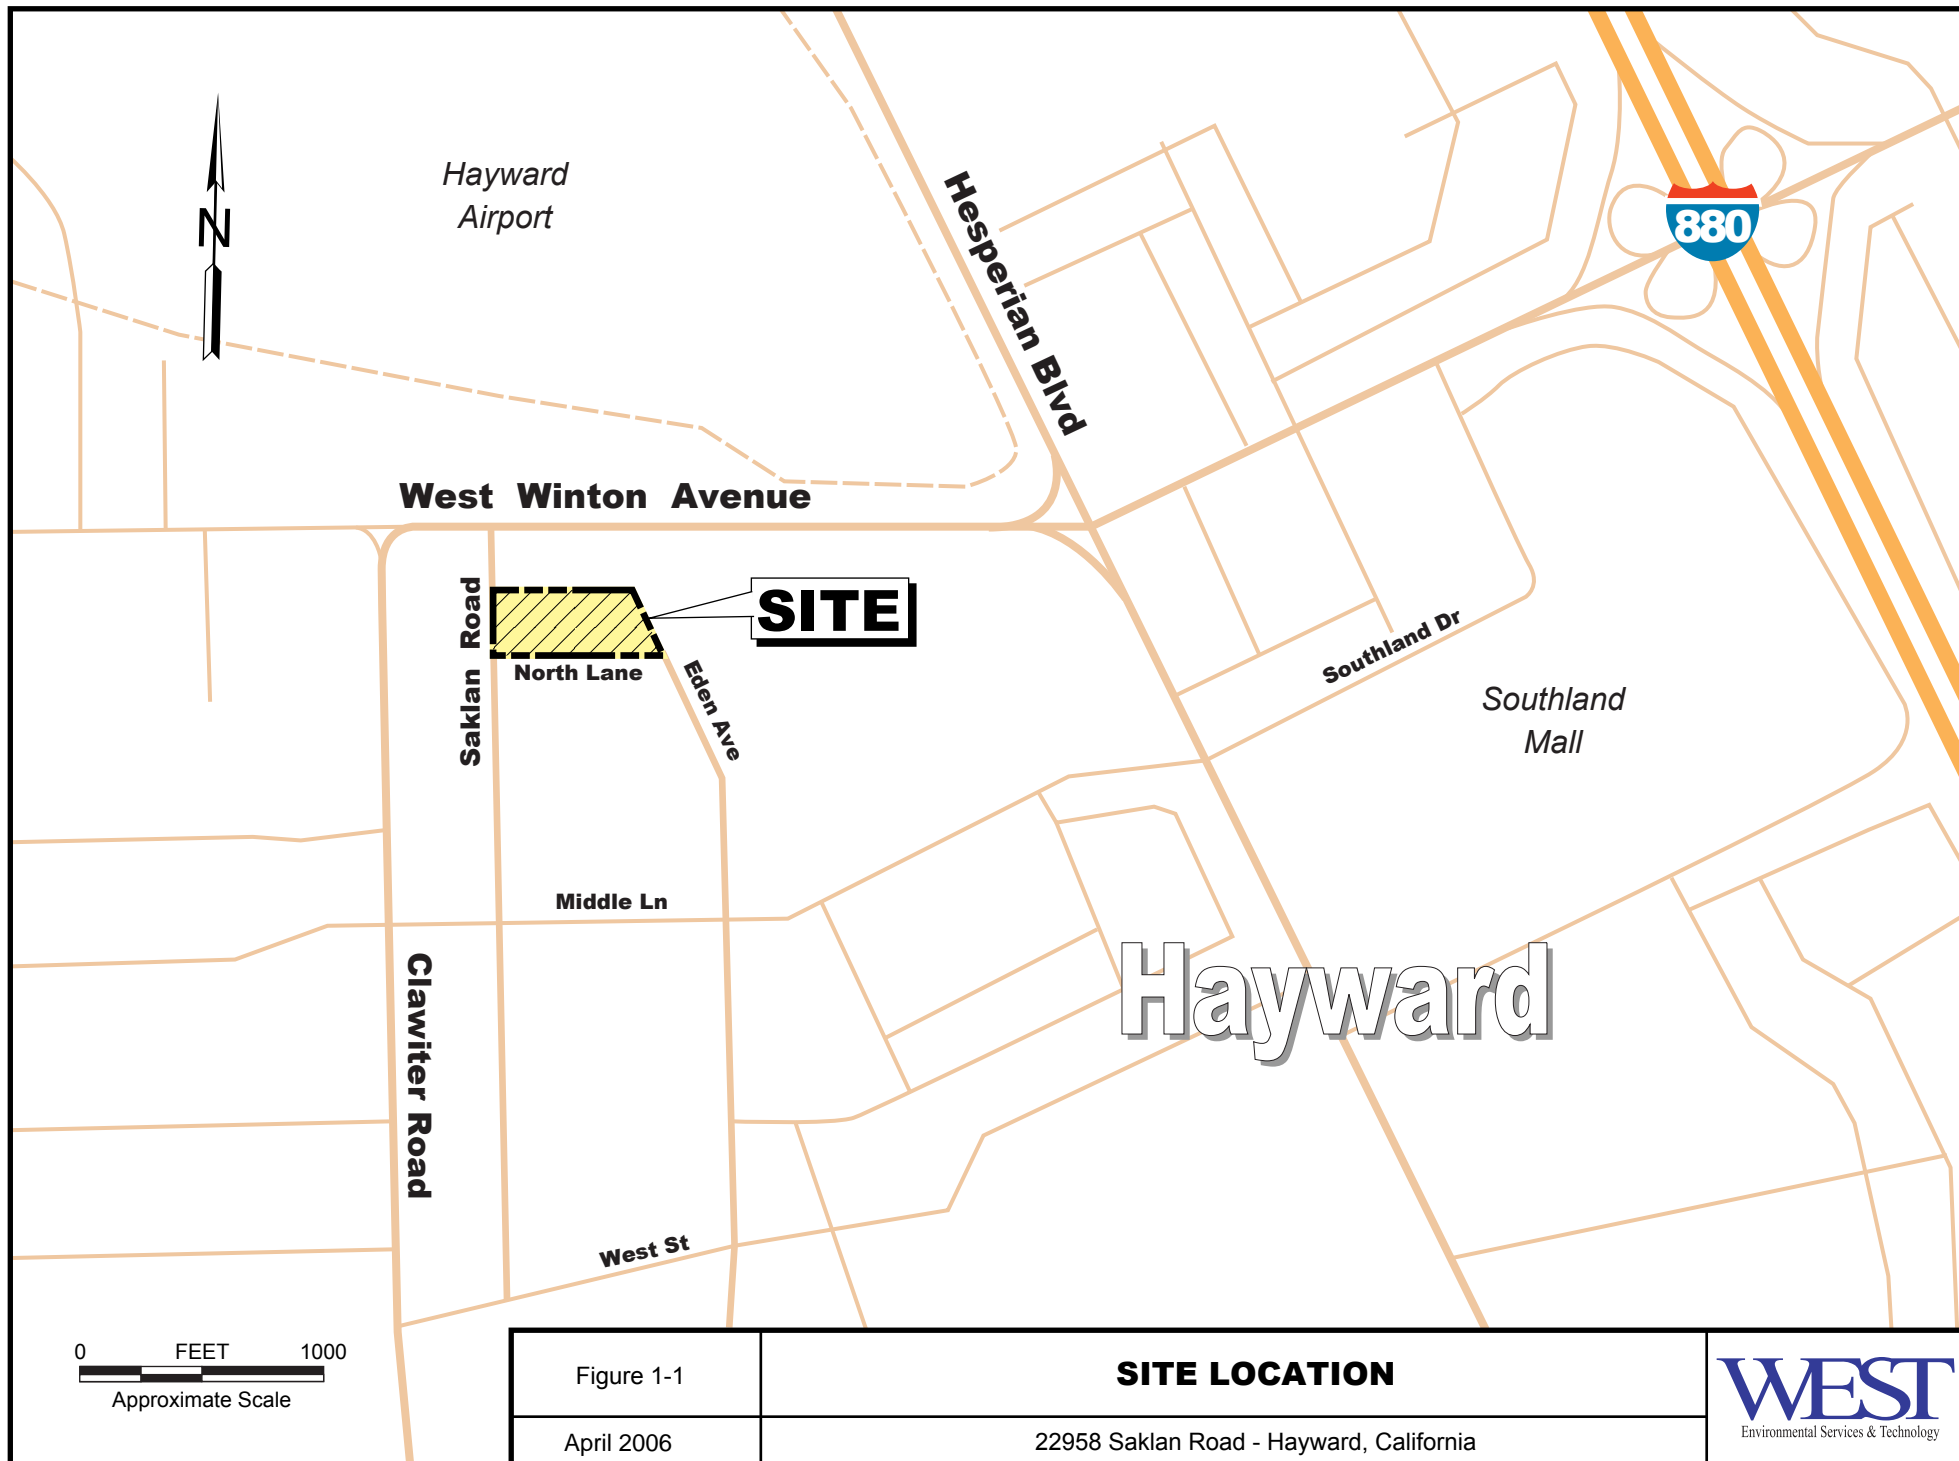 Hayward
Airport
N
Hesperian Blvd
880
West Winton Avenue
SITE
Saklan Road
North Lane
Eden Ave
Southland Dr
Southland
Mall
Middle Ln
Hayward
Clawiter Road
West St
0 FEET 1000
Approximate Scale
Figure 1-1
SITE LOCATION
April 2006
22958 Saklan Road - Hayward, California
WEST
Environmental Services & Technology